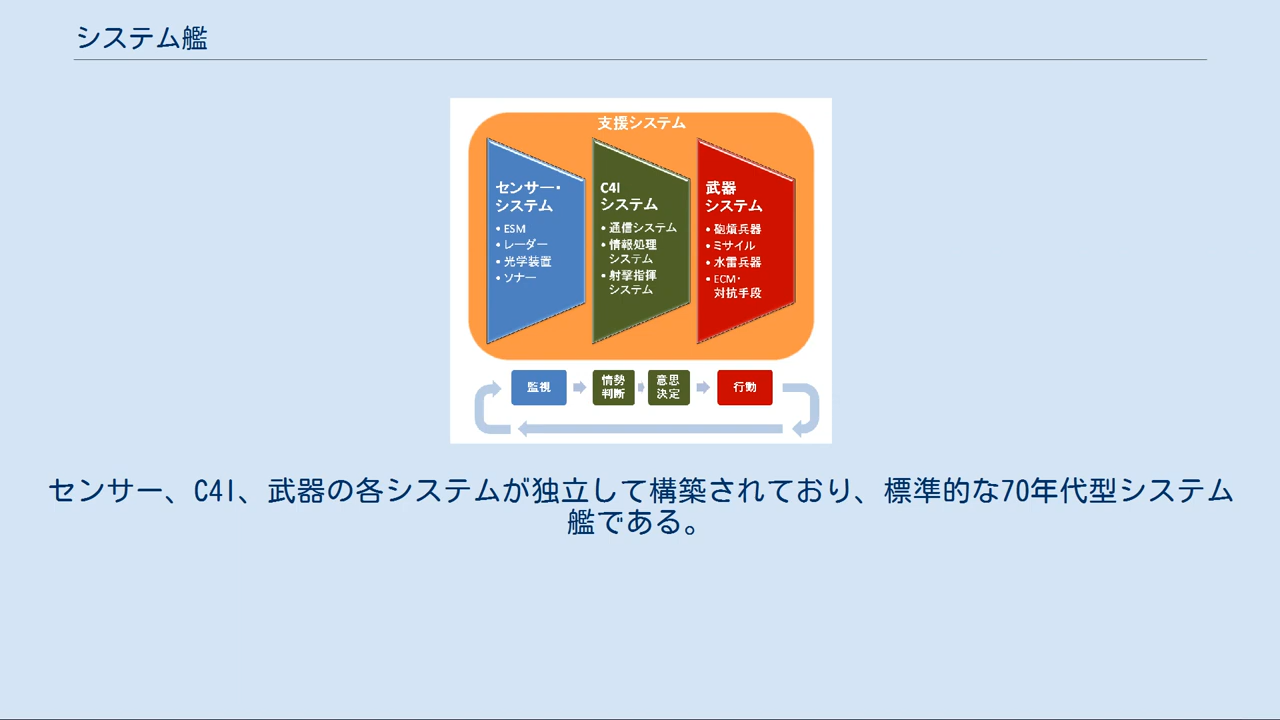 システム艦
支援システム
センサー・
システム
• ESM
• レーダー
• 光学装置
• ソナー
C4I
システム
• 通信システム
• 情報処理
システム
• 射撃指揮
システム
武器
システム
• 砲熕兵器
• ミサイル
• 水雷兵器
• ECM・
対抗手段
監視
情勢
判断
意思
決定
行動
センサー、C4I、武器の各システムが独立して構築されており、標準的な70年代型システム
艦である。